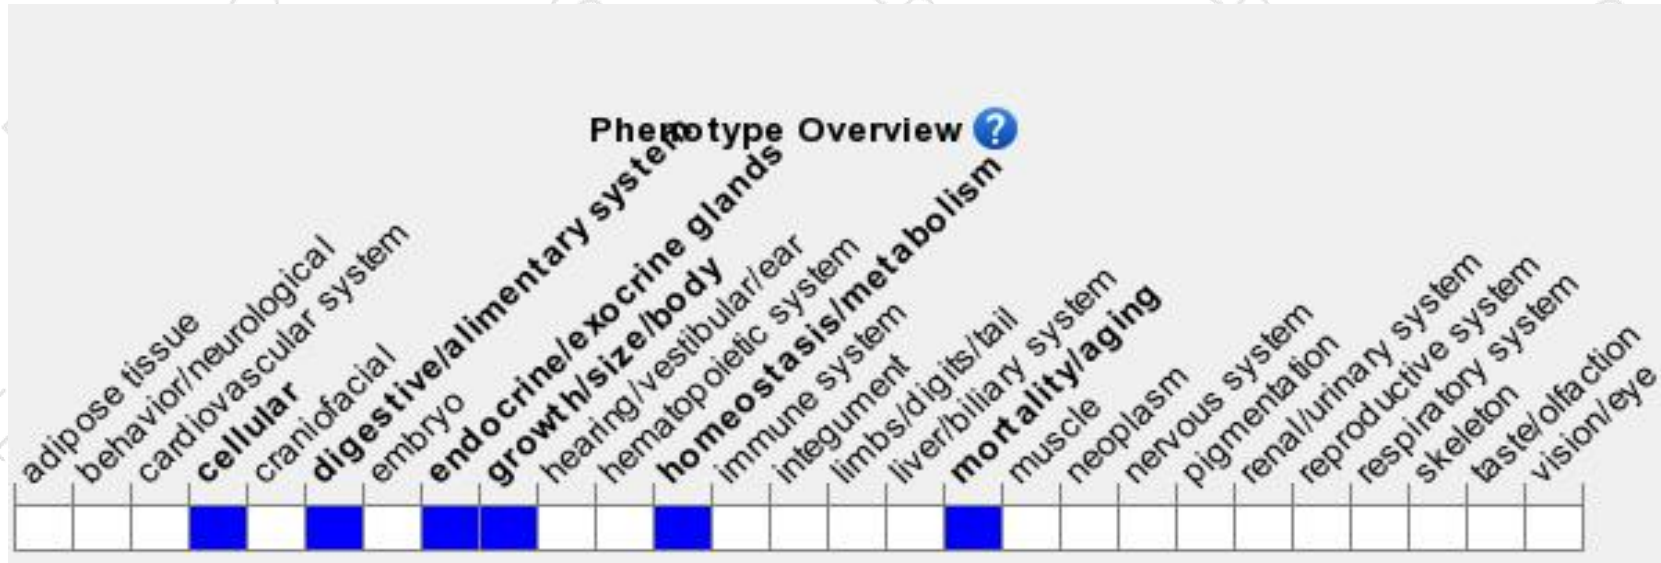 Phenotype Overview ?
adipose tissue
behavior/neurological
cardiovascular system
cellular
craniofacial
digestive/alimentary system
embryo
endocrine/exocrine glands
growth/size/body
hearing/vestibular/ear
hematopoietic system
homeostasis/metabolism
immune system
integument
limbs/digits/tail
liver/biliary system
mortality/aging
muscle
neoplasm
nervous system
pigmentation
renal/urinary system
reproductive system
respiratory system
skeleton
taste/olfaction
vision/eye